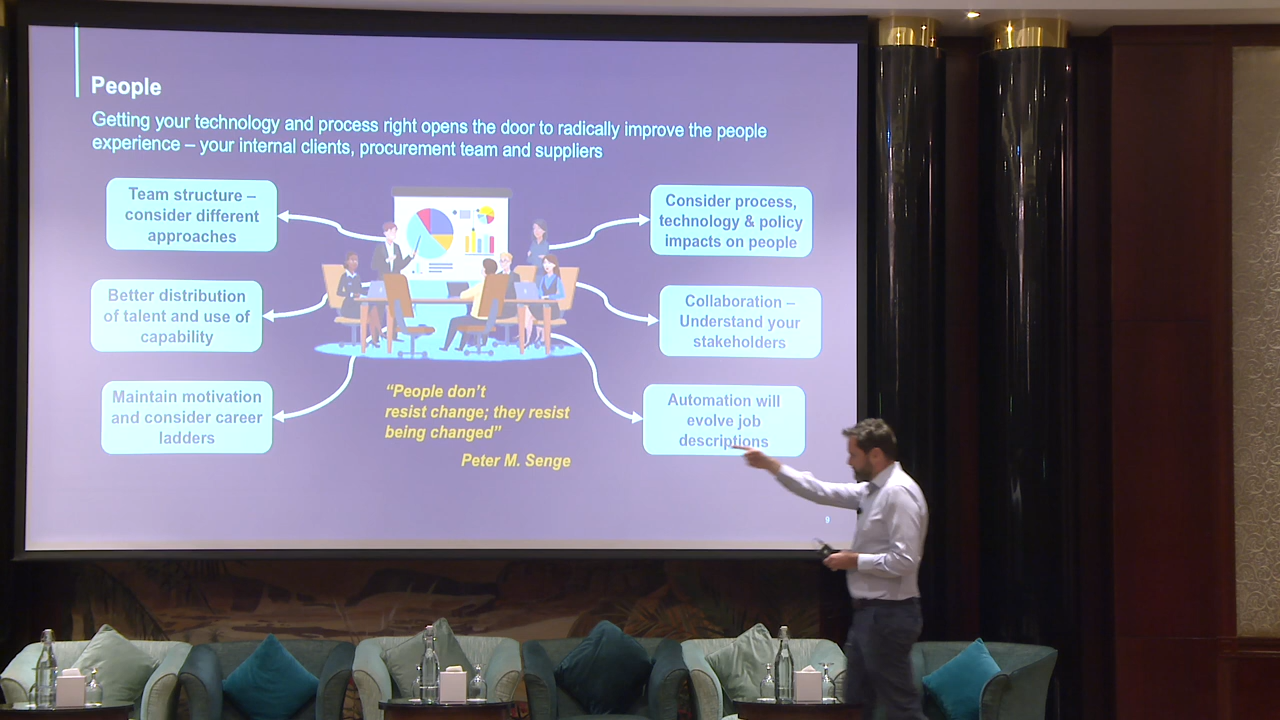 People
Getting your technology and process right opens the door to radically improve the people
experience – your internal clients, procurement team and suppliers
Team structure –
consider different
approaches
Better distribution
of talent and use of
capability
Maintain motivation
and consider career
ladders
Consider process,
technology & policy
impacts on people
Collaboration –
Understand your
stakeholders
Automation will
evolve job
descriptions
“People don’t
resist change; they resist
being changed”
Peter M. Senge
9